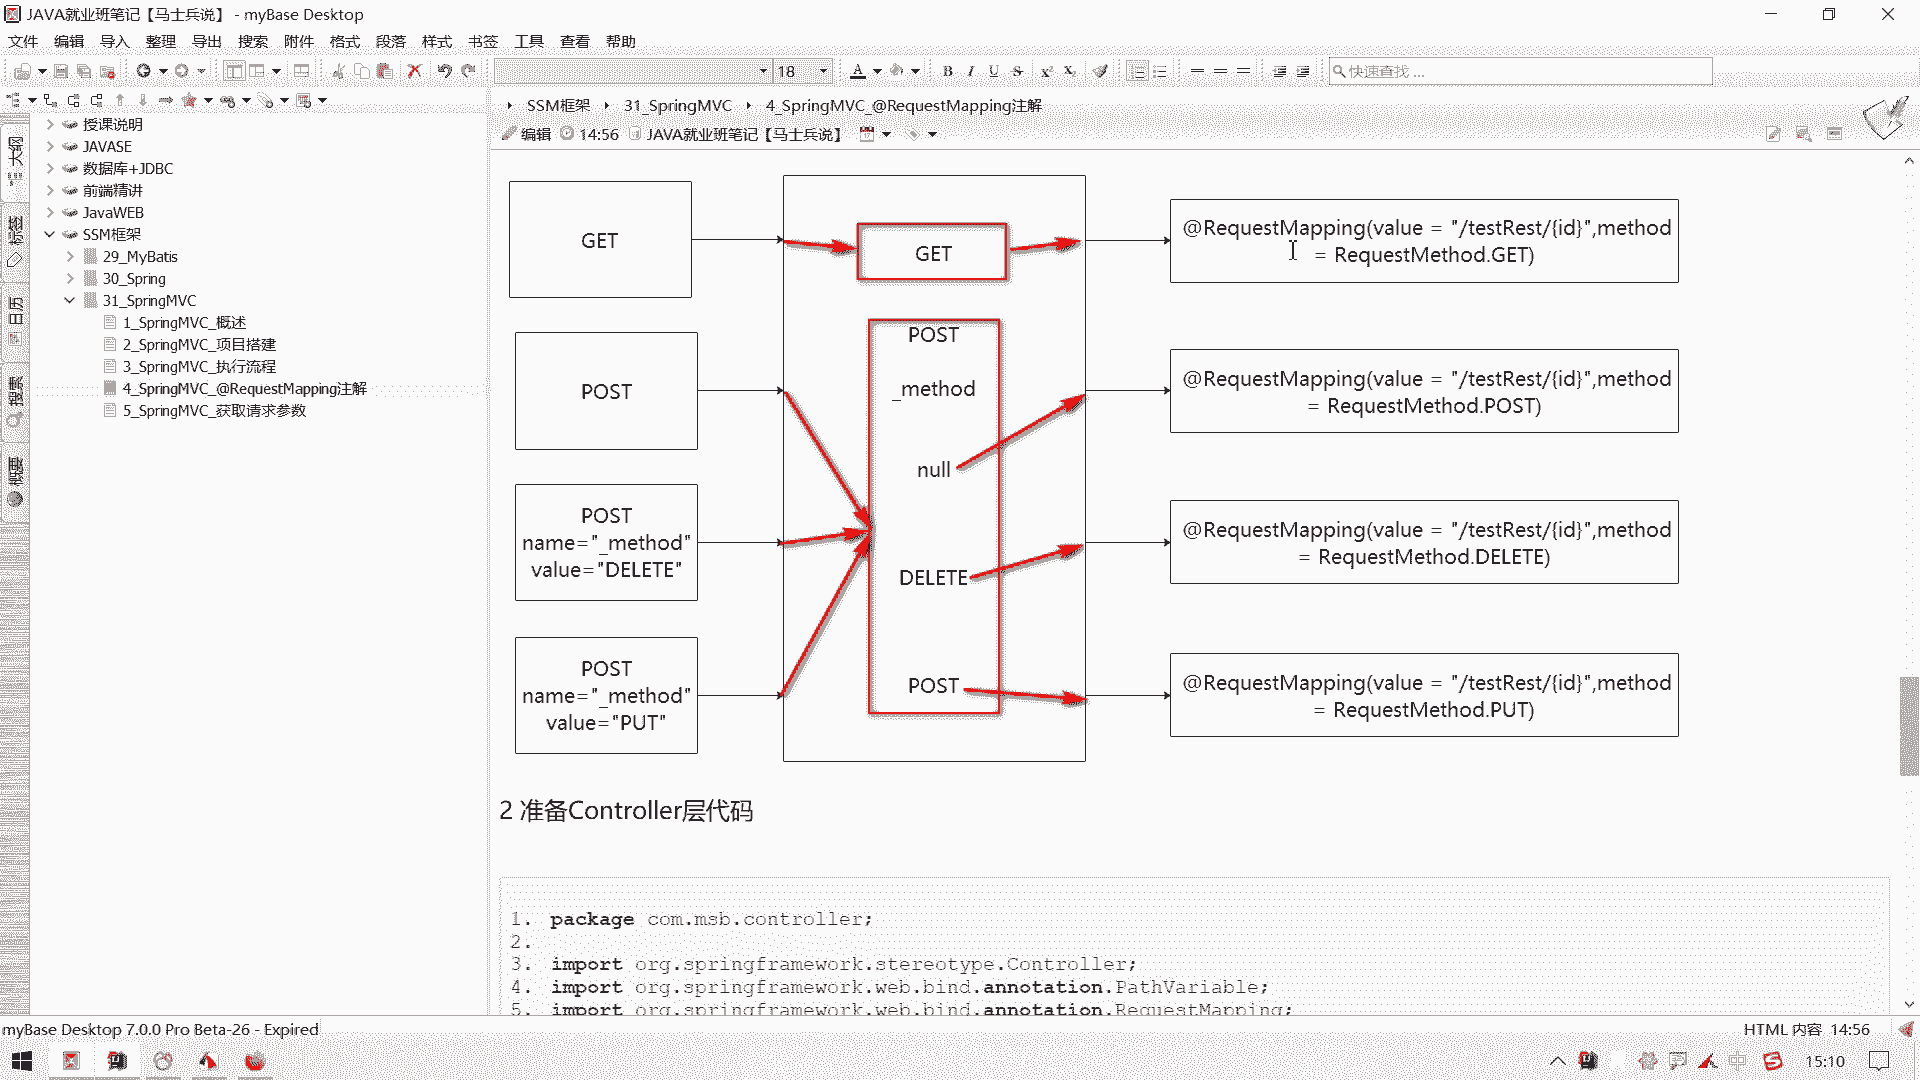 JAVA就业班笔记【马士兵说】 - myBase Desktop
文件 编辑 导入 整理 导出 搜索 附件 格式 段落 样式 书签 工具 查看 帮助
18
B I U S x² X₂
快速查找 ...
SSM框架 31_SpringMVC 4_SpringMVC_@RequestMapping注解
编辑 14:56 JAVA就业班笔记【马士兵说】
大纲
标签
日历
搜索
概要
授课说明
JAVASE
数据库+JDBC
前端精讲
JavaWEB
SSM框架
29_MyBatis
30_Spring
31_SpringMVC
1_SpringMVC_概述
2_SpringMVC_项目搭建
3_SpringMVC_执行流程
4_SpringMVC_@RequestMapping注解
5_SpringMVC_获取请求参数
GET
POST
POST
name="_method"
value="DELETE"
POST
name="_method"
value="PUT"
GET
POST
_method
null
DELETE
POST
@RequestMapping(value = "/testRest/{id}",method
= RequestMethod.GET)
@RequestMapping(value = "/testRest/{id}",method
= RequestMethod.POST)
@RequestMapping(value = "/testRest/{id}",method
= RequestMethod.DELETE)
@RequestMapping(value = "/testRest/{id}",method
= RequestMethod.PUT)
2 准备Controller层代码
1. package com.msb.controller;
2.
3. import org.springframework.stereotype.Controller;
4. import org.springframework.web.bind.annotation.PathVariable;
5. import org.springframework.web.bind.annotation.RequestMapping;
myBase Desktop 7.0.0 Pro Beta-26 - Expired
HTML 内容 14:56
中
15:10